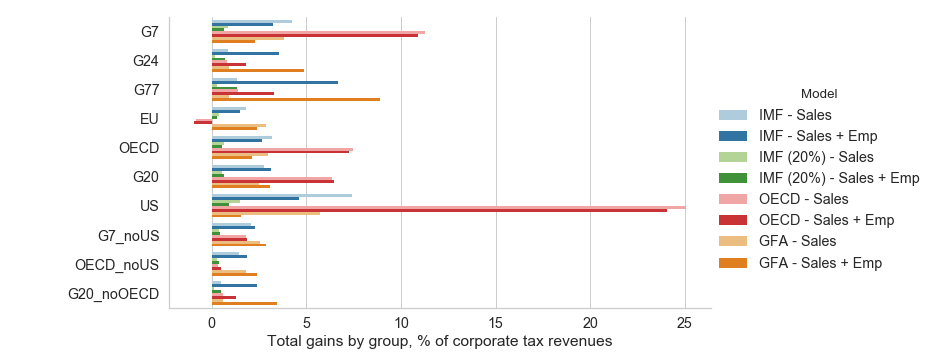 G7
G24
G77
EU
OECD
G20
US
G7_noUS
OECD_noUS
G20_noOECD
0 5 10 15 20 25
Total gains by group, % of corporate tax revenues
Model
IMF - Sales
IMF - Sales + Emp
IMF (20%) - Sales
IMF (20%) - Sales + Emp
OECD - Sales
OECD - Sales + Emp
GFA - Sales
GFA - Sales + Emp